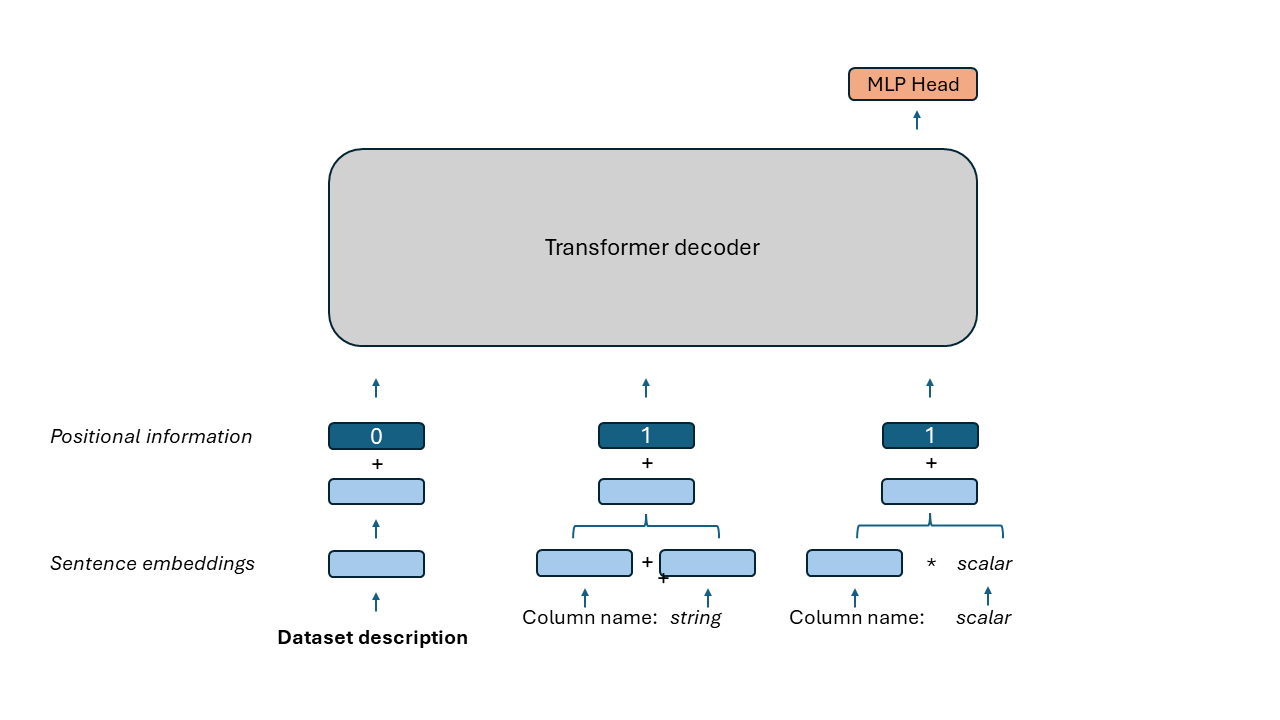 MLP Head
Transformer decoder
Positional information 0 1 1
+ + +
Sentence embeddings + * scalar
+
Column name: string Column name: scalar
Dataset description